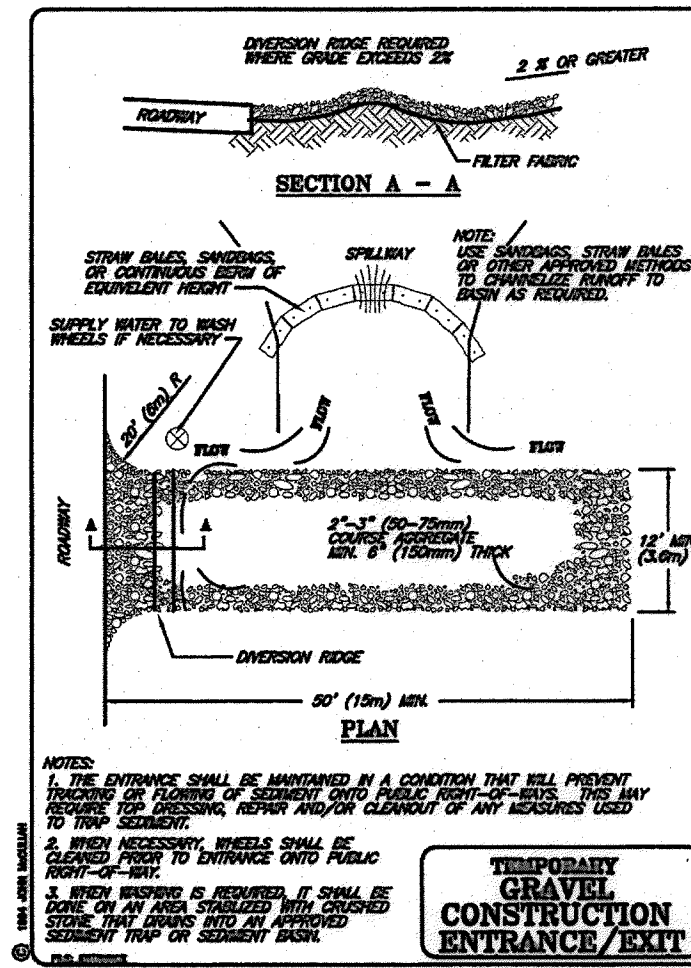 DIVERSION RIDGE REQUIRED
WHERE GRADE EXCEEDS 2%
2 % OR GREATER
ROADWAY
FILTER FABRIC
SECTION A - A
STRAW BALES, SANDBAGS,
OR CONTINUOUS BERM OF
EQUIVELENT HEIGHT
SPILLWAY
NOTE:
USE SANDBAGS, STRAW BALES
OR OTHER APPROVED METHODS
TO CHANNELIZE RUNOFF TO
BASIN AS REQUIRED.
SUPPLY WATER TO WASH
WHEELS IF NECESSARY
20' (6m) R
FLOW
FLOW
FLOW
FLOW
ROADWAY
A
A
2"-3" (50-75mm)
COURSE AGGREGATE
MIN. 6" (150mm) THICK
12' MIN
(3.6m)
DIVERSION RIDGE
50' (15m) MIN.
PLAN
NOTES:
1. THE ENTRANCE SHALL BE MAINTAINED IN A CONDITION THAT WILL PREVENT
TRACKING OR FLOWING OF SEDIMENT ONTO PUBLIC RIGHT-OF-WAYS. THIS MAY
REQUIRE TOP DRESSING, REPAIR AND/OR CLEANOUT OF ANY MEASURES USED
TO TRAP SEDIMENT.
2. WHEN NECESSARY, WHEELS SHALL BE
CLEANED PRIOR TO ENTRANCE ONTO PUBLIC
RIGHT-OF-WAY.
3. WHEN WASHING IS REQUIRED, IT SHALL BE
DONE ON AN AREA STABLIZED WITH CRUSHED
STONE THAT DRAINS INTO AN APPROVED
SEDIMENT TRAP OR SEDIMENT BASIN.
© 1994 JOHN McCULLAH
TEMPORARY
GRAVEL
CONSTRUCTION
ENTRANCE/EXIT